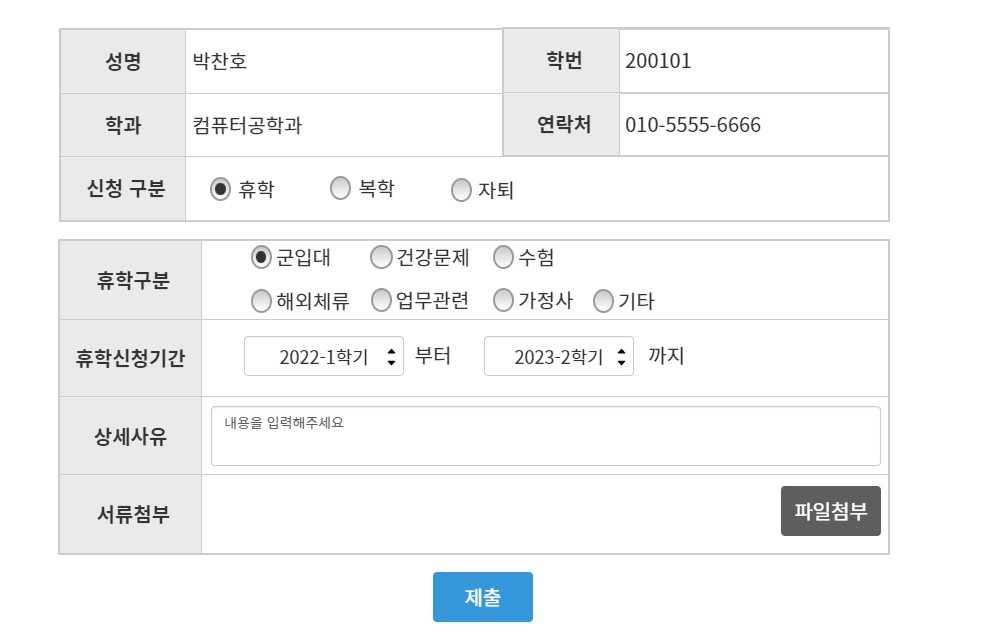 성명 박찬호 학번 200101
학과 컴퓨터공학과 연락처 010-5555-6666
신청 구분 휴학 복학 자퇴
휴학구분 군입대 건강문제 수험
해외체류 업무관련 가정사 기타
휴학신청기간 2022-1학기 부터 2023-2학기 까지
상세사유 내용을 입력해주세요
서류첨부 파일첨부
제출